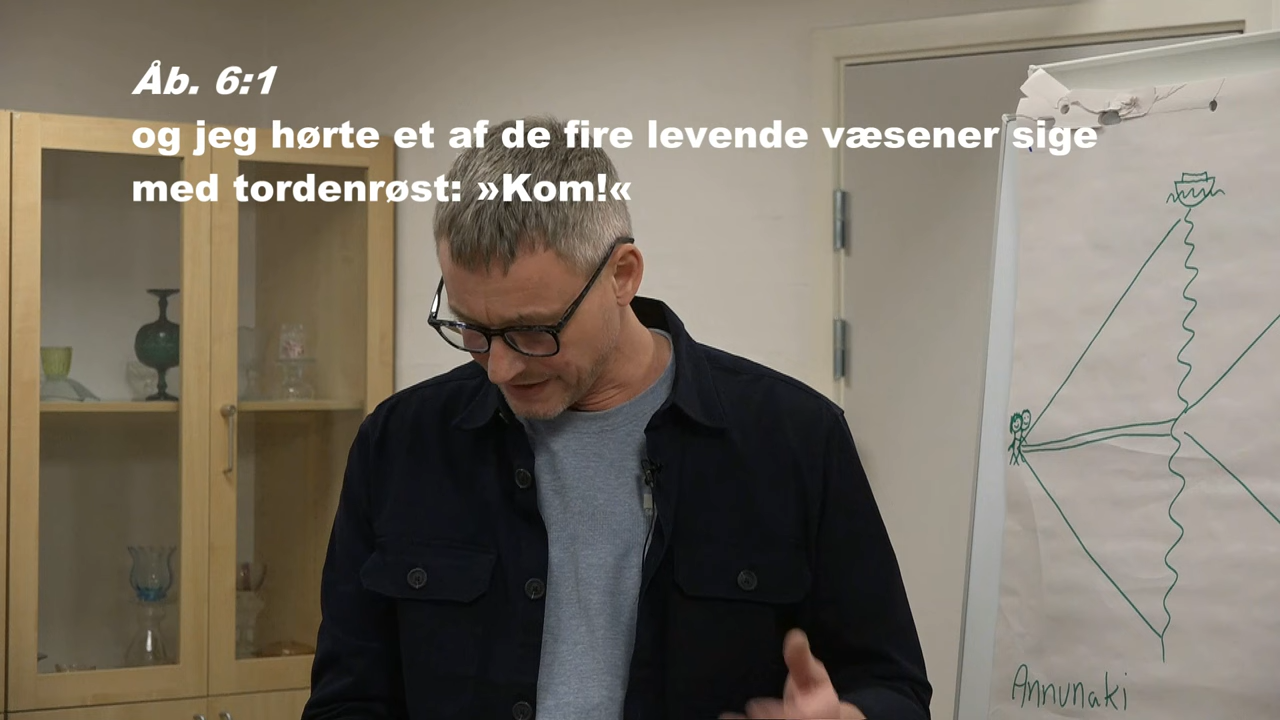 Åb. 6:1
og jeg hørte et af de fire levende væsener sige
med tordenrøst: »Kom!«
Annunaki